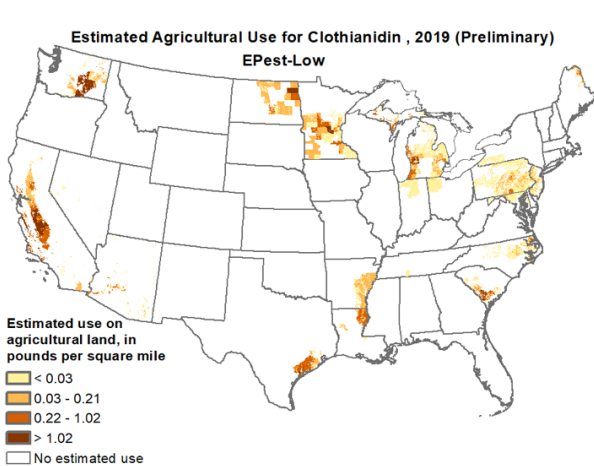 Estimated Agricultural Use for Clothianidin , 2019 (Preliminary)
EPest-Low
Estimated use on
agricultural land, in
pounds per square mile
< 0.03
0.03 - 0.21
0.22 - 1.02
> 1.02
No estimated use